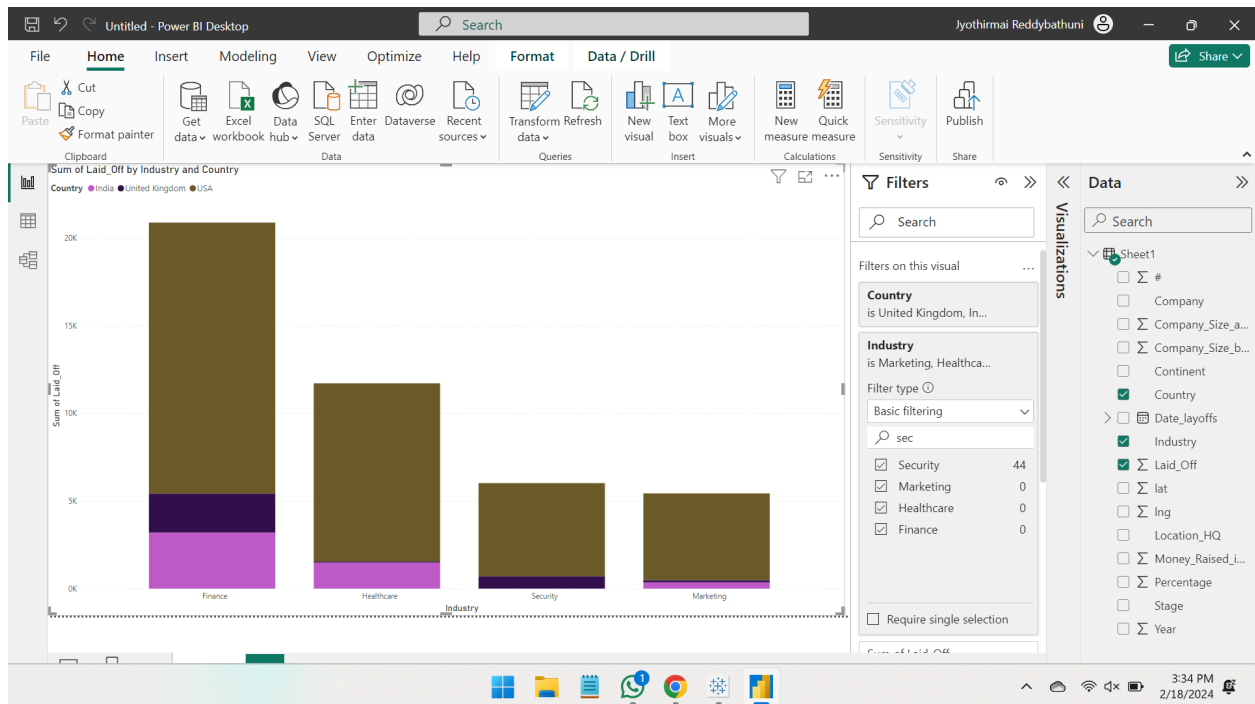 Untitled - Power BI Desktop
Search
Jyothirmai Reddybathuni
File Home Insert Modeling View Optimize Help Format Data / Drill
Share
Paste
Cut
Copy
Format painter
Clipboard
Get data
Excel workbook
Data hub
SQL Server
Enter data
Dataverse
Recent sources
Data
Transform data
Refresh
Queries
New visual
Text box
More visuals
Insert
New measure
Quick measure
Calculations
Sensitivity
Sensitivity
Publish
Share
Sum of Laid_Off by Industry and Country
Country India United Kingdom USA
20K
15K
10K
5K
0K
Sum of Laid_Off
Finance Healthcare Security Marketing
Industry
Filters
Search
Filters on this visual ...
Country
is United Kingdom, In...
Industry
is Marketing, Healthca...
Filter type
Basic filtering
sec
Security 44
Marketing 0
Healthcare 0
Finance 0
Require single selection
Sum of Laid_Off
Visualizations
Data
Search
Sheet1
#
Company
Company_Size_a...
Company_Size_b...
Continent
Country
Date_layoffs
Industry
Laid_Off
lat
lng
Location_HQ
Money_Raised_i...
Percentage
Stage
Year
1
3:34 PM
2/18/2024